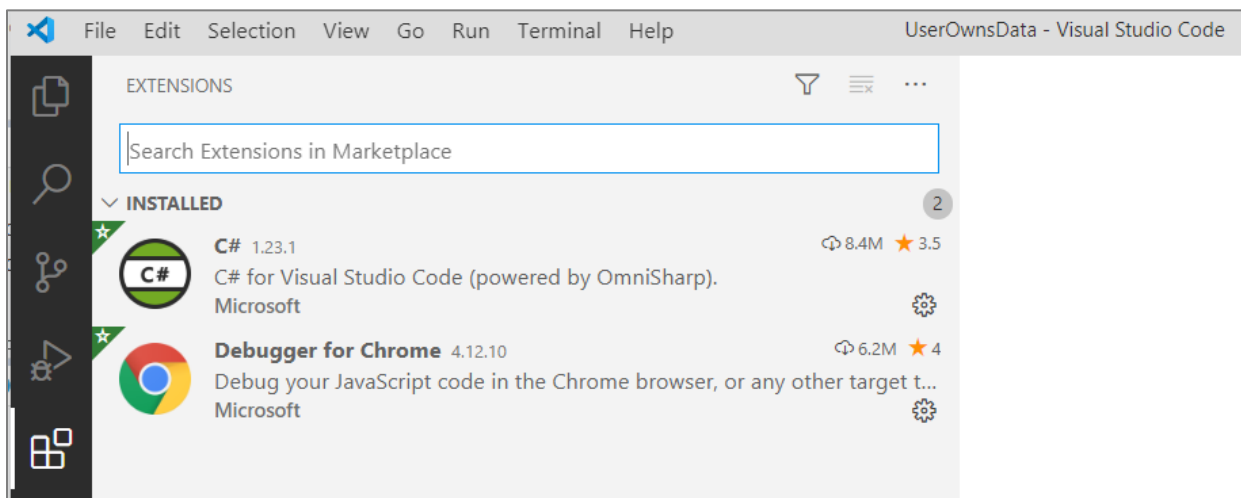 File Edit Selection View Go Run Terminal Help UserOwnsData - Visual Studio Code
EXTENSIONS
Search Extensions in Marketplace
INSTALLED 2
C# 1.23.1 8.4M 3.5
C# C# for Visual Studio Code (powered by OmniSharp).
Microsoft
Debugger for Chrome 4.12.10 6.2M 4
Debug your JavaScript code in the Chrome browser, or any other target t...
Microsoft